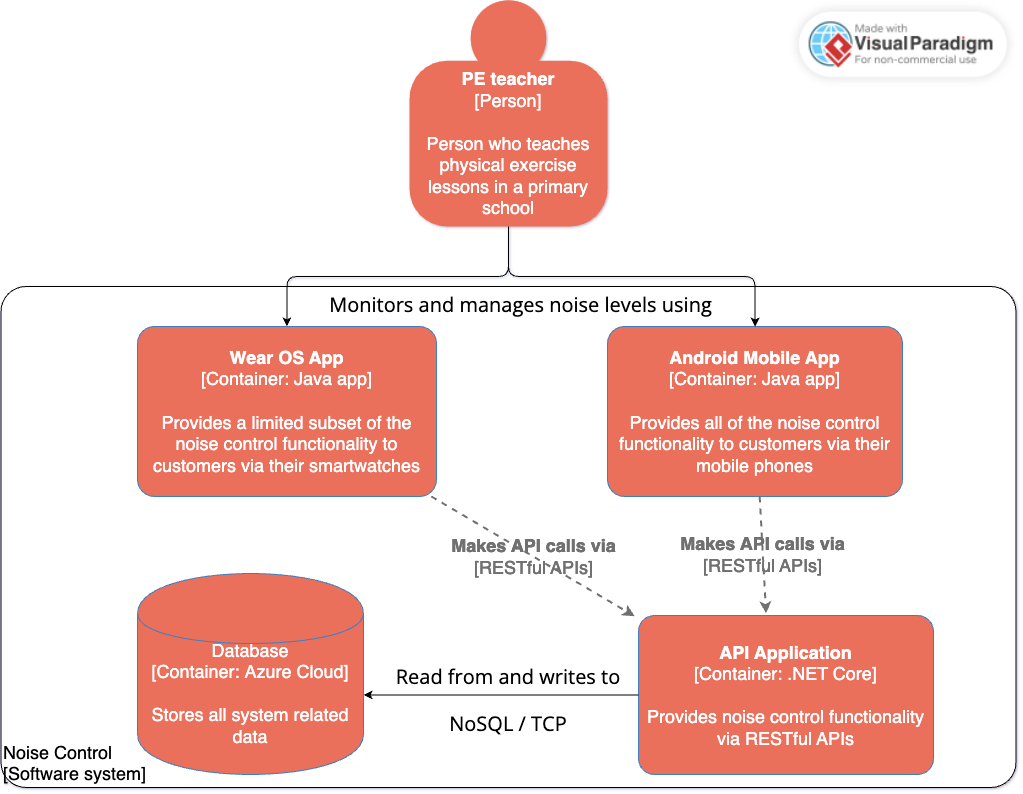 Made with
VisualParadigm
For non-commercial use
PE teacher
[Person]
Person who teaches
physical exercise
lessons in a primary
school
Monitors and manages noise levels using
Wear OS App
[Container: Java app]
Provides a limited subset of the
noise control functionality to
customers via their smartwatches
Android Mobile App
[Container: Java app]
Provides all of the noise control
functionality to customers via their
mobile phones
Makes API calls via
[RESTful APIs]
Makes API calls via
[RESTful APIs]
Database
[Container: Azure Cloud]
Stores all system related
data
Read from and writes to
NoSQL / TCP
API Application
[Container: .NET Core]
Provides noise control functionality
via RESTful APIs
Noise Control
[Software system]